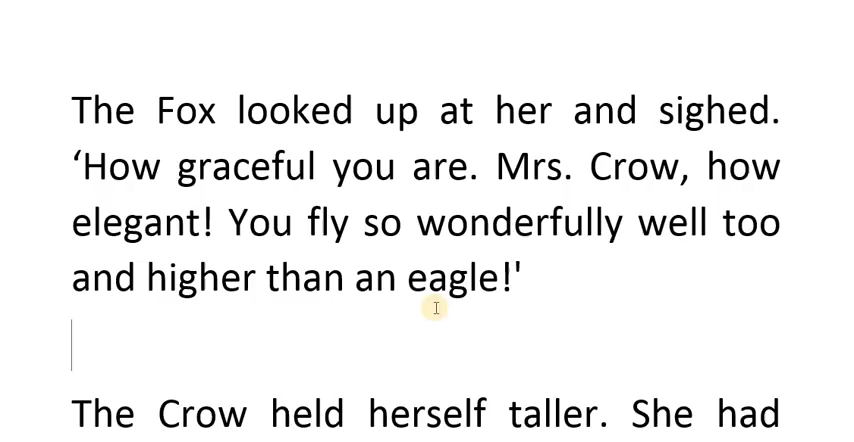 The Fox looked up at her and sighed.
‘How graceful you are. Mrs. Crow, how
elegant! You fly so wonderfully well too
and higher than an eagle!'
The Crow held herself taller. She had